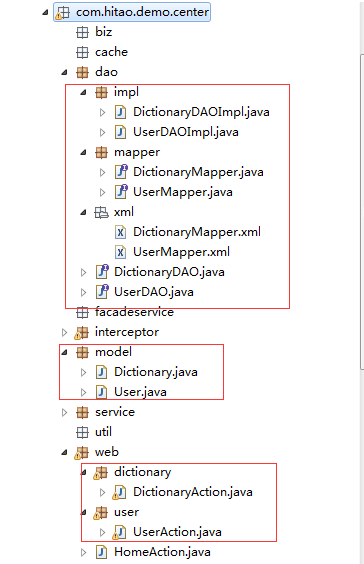 com.hitao.demo.center
biz
cache
dao
impl
DictionaryDAOImpl.java
UserDAOImpl.java
mapper
DictionaryMapper.java
UserMapper.java
xml
DictionaryMapper.xml
UserMapper.xml
DictionaryDAO.java
UserDAO.java
facadeservice
interceptor
model
Dictionary.java
User.java
service
util
web
dictionary
DictionaryAction.java
user
UserAction.java
HomeAction.java